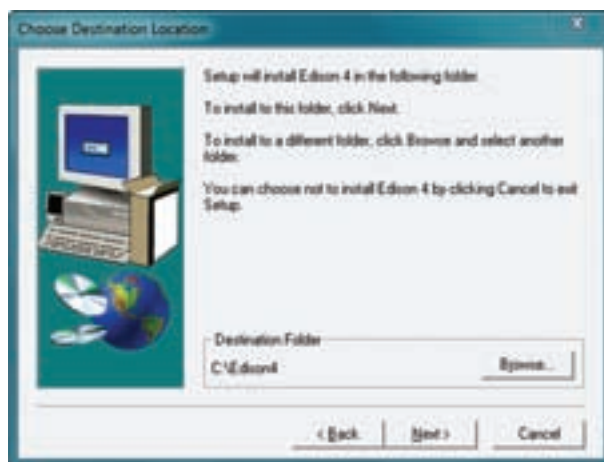 Choose Destination Location
Setup will install Edison 4 in the following folder.
To install to this folder, click Next.
To install to a different folder, click Browse and select another
folder.
You can choose not to install Edison 4 by clicking Cancel to exit
Setup.
Destination Folder
C:\Edison4
Browse...
< Back
Next >
Cancel